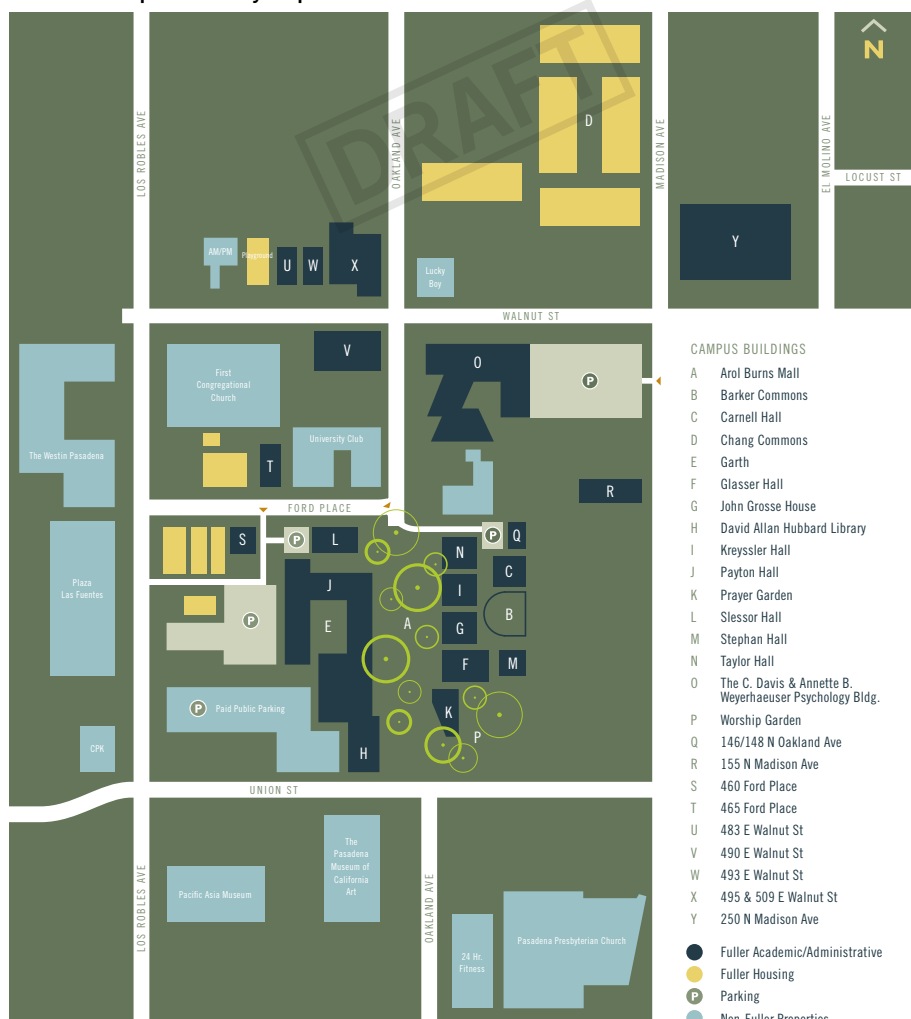 DRAFT
N
LOS ROBLES AVE
OAKLAND AVE
MADISON AVE
EL MOLINO AVE
LOCUST ST
D
Y
AM/PM
Playground
U
W
X
Lucky
Boy
WALNUT ST
V
First
Congregational
Church
O
P
The Westin Pasadena
University Club
T
R
FORD PLACE
S
P
L
P
Q
N
C
Plaza
Las Fuentes
J
I
P
E
A
G
B
F
M
P
Paid Public Parking
K
P
CPK
H
UNION ST
LOS ROBLES AVE
OAKLAND AVE
The
Pasadena
Museum of
California
Art
Pacific Asia Museum
24 Hr.
Fitness
Pasadena Presbyterian Church
CAMPUS BUILDINGS
A Arol Burns Mall
B Barker Commons
C Carnell Hall
D Chang Commons
E Garth
F Glasser Hall
G John Grosse House
H David Allan Hubbard Library
I Kreyssler Hall
J Payton Hall
K Prayer Garden
L Slessor Hall
M Stephan Hall
N Taylor Hall
O The C. Davis & Annette B.
Weyerhaeuser Psychology Bldg.
P Worship Garden
Q 146/148 N Oakland Ave
R 155 N Madison Ave
S 460 Ford Place
T 465 Ford Place
U 483 E Walnut St
V 490 E Walnut St
W 493 E Walnut St
X 495 & 509 E Walnut St
Y 250 N Madison Ave
Fuller Academic/Administrative
Fuller Housing
P Parking
Non-Fuller Properties